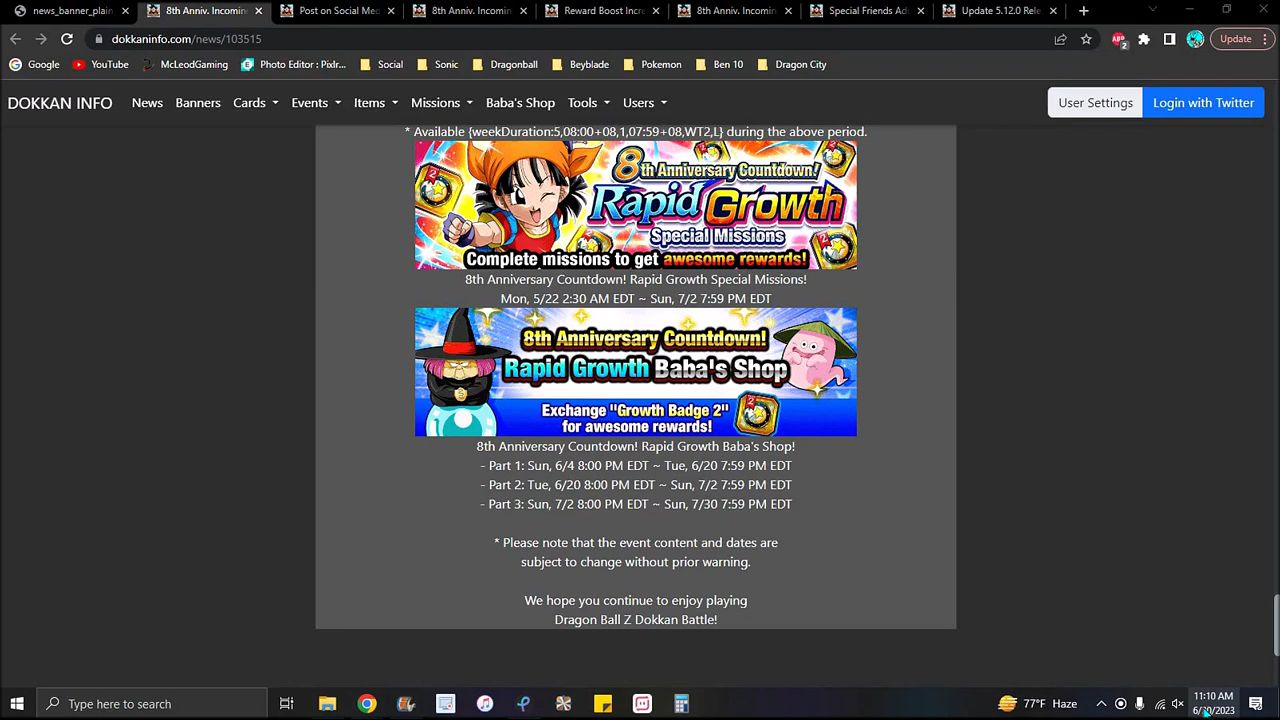 news_banner_plain
8th Anniv. Incoming
Post on Social Med
8th Anniv. Incomin
Reward Boost Incre
8th Anniv. Incomin
Special Friends Ad
Update 5.12.0 Rele
dokkaninfo.com/news/103515
2
Update
Google
YouTube
McLeodGaming
Photo Editor : Pixlr...
Social
Sonic
Dragonball
Beyblade
Pokemon
Ben 10
Dragon City
DOKKAN INFO
News
Banners
Cards
Events
Items
Missions
Baba's Shop
Tools
Users
User Settings
Login with Twitter
* Available {weekDuration:5,08:00+08,1,07:59+08,WT2,L} during the above period.
8th Anniversary Countdown!
Rapid Growth
Special Missions
Complete missions to get awesome rewards!
8th Anniversary Countdown! Rapid Growth Special Missions!
Mon, 5/22 2:30 AM EDT ~ Sun, 7/2 7:59 PM EDT
8th Anniversary Countdown!
Rapid Growth Baba's Shop
Exchange "Growth Badge 2"
for awesome rewards!
8th Anniversary Countdown! Rapid Growth Baba's Shop!
- Part 1: Sun, 6/4 8:00 PM EDT ~ Tue, 6/20 7:59 PM EDT
- Part 2: Tue, 6/20 8:00 PM EDT ~ Sun, 7/2 7:59 PM EDT
- Part 3: Sun, 7/2 8:00 PM EDT ~ Sun, 7/30 7:59 PM EDT
* Please note that the event content and dates are
subject to change without prior warning.
We hope you continue to enjoy playing
Dragon Ball Z Dokkan Battle!
Type here to search
77°F Haze
11:10 AM